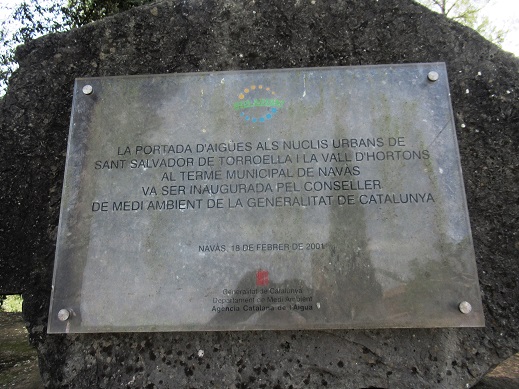 LA PORTADA D'AIGÜES ALS NUCLIS URBANS DE
SANT SALVADOR DE TORROELLA I LA VALL D'HORTONS
AL TERME MUNICIPAL DE NAVÀS
VA SER INAUGURADA PEL CONSELLER
DE MEDI AMBIENT DE LA GENERALITAT DE CATALUNYA
NAVÀS, 18 DE FEBRER DE 2001
Generalitat de Catalunya
Departament de Medi Ambient
Agència Catalana de l'Aigua